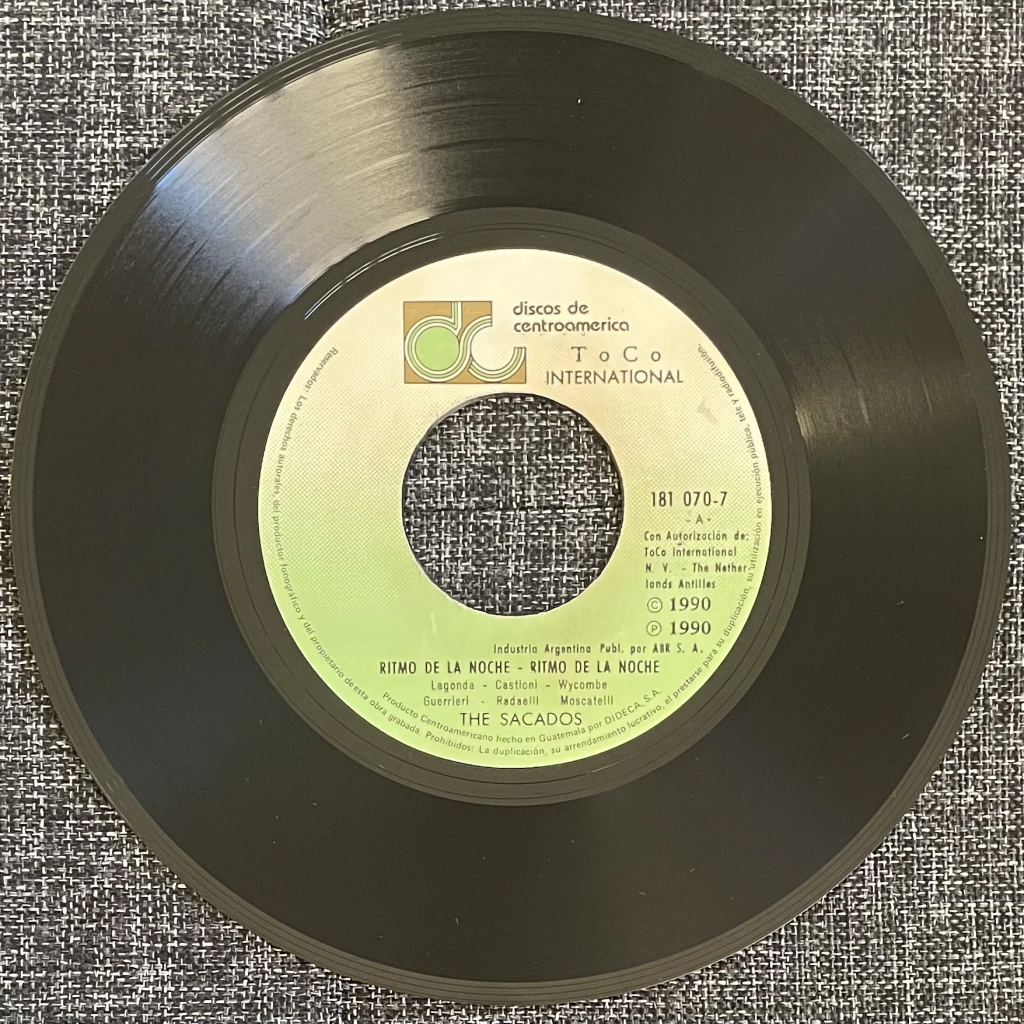 dc
discos de
centroamerica
ToCo
INTERNATIONAL
181 070-7
- A -
Con Autorización de:
ToCo International
N. V. - The Nether-
lands Antilles
© 1990
℗ 1990
Industria Argentina Publ. por ABR S. A.
RITMO DE LA NOCHE - RITMO DE LA NOCHE
Lagonda - Castioni - Wycombe
Guerrieri - Radaelli Moscatelli
THE SACADOS
Producto Centroamericano hecho en Guatemala por DIDECA, S.A.
Reservados: Los derechos autorales, del productor fonográfico y del propietario de esta obra grabada. Prohibidos: La duplicación, su arrendamiento lucrativo, el prestarse para su duplicación, su utilización en ejecución pública, tele y radiodifusión.